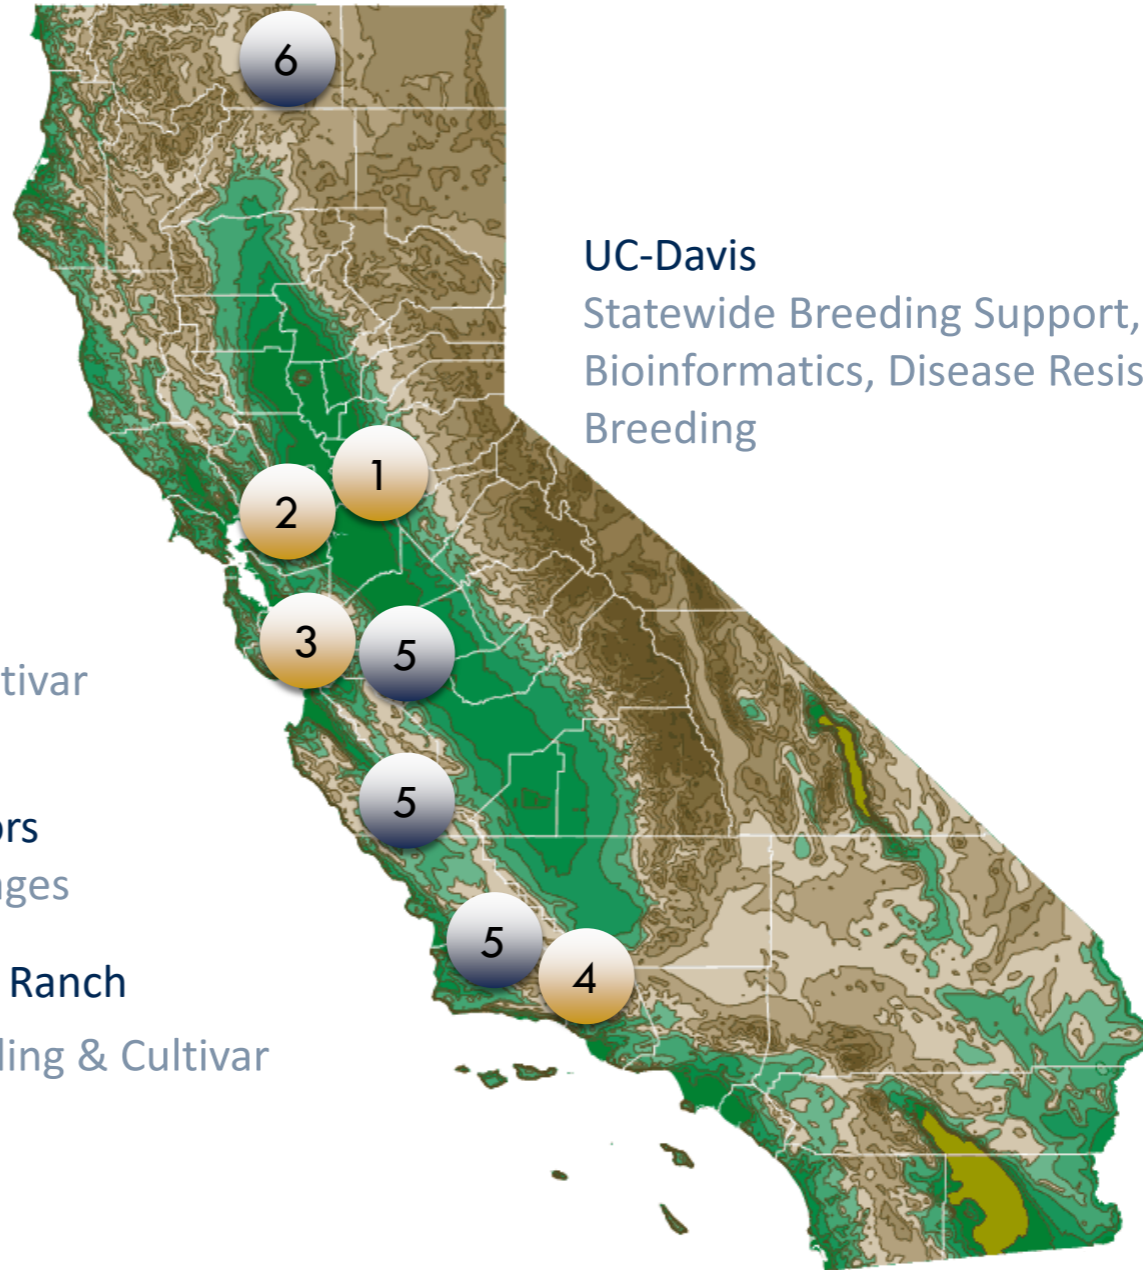 6
UC-Davis
Statewide Breeding Support,
Bioinformatics, Disease Resis
Breeding
1
2
3
5
tivar
5
ors
ges
5
4
Ranch
ling & Cultivar